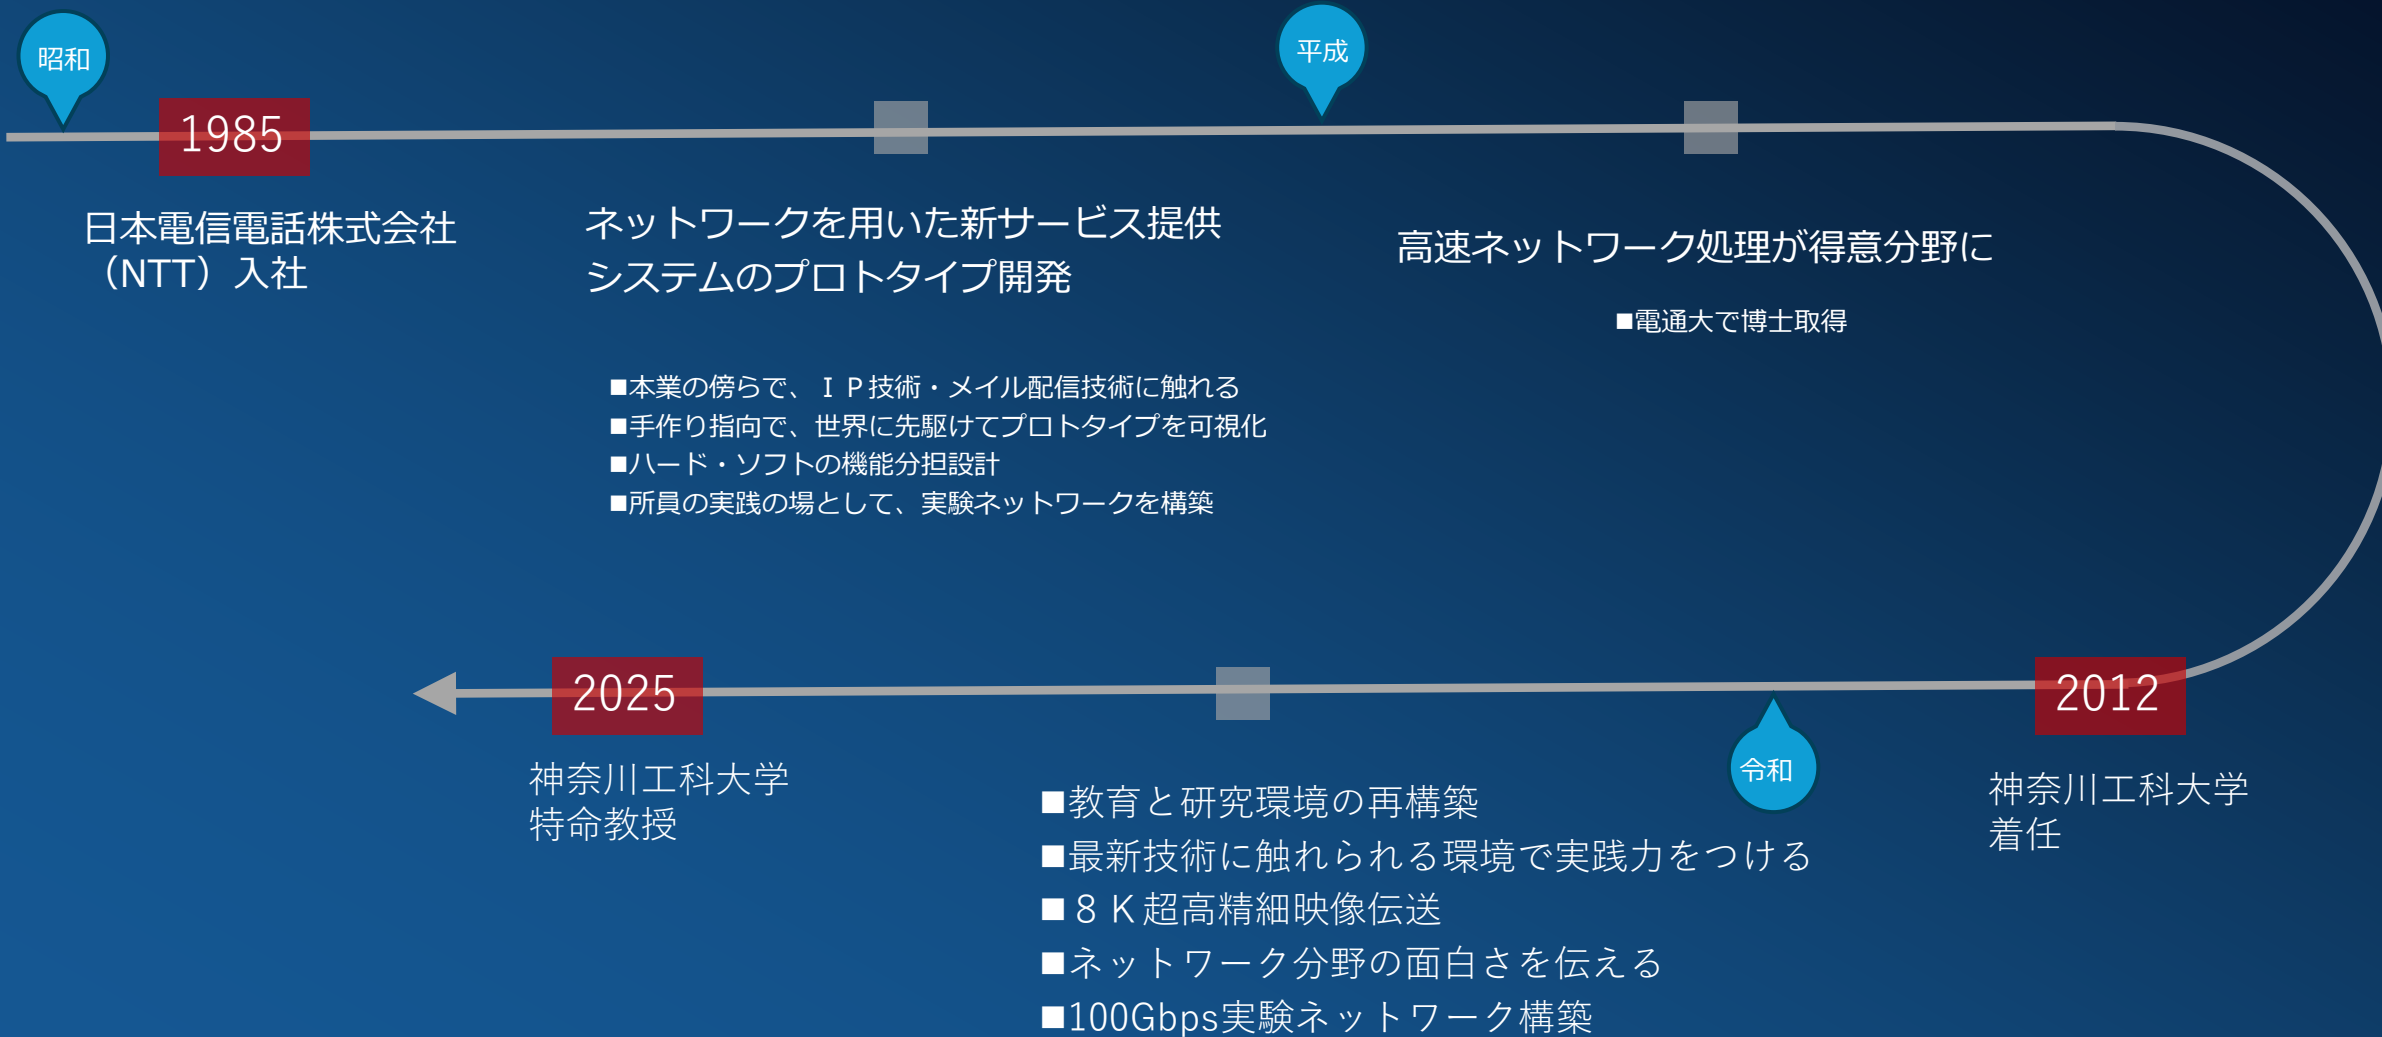 昭和
平成
1985
日本電信電話株式会社
（NTT）入社
ネットワークを用いた新サービス提供
システムのプロトタイプ開発
■本業の傍らで、ＩＰ技術・メイル配信技術に触れる
■手作り指向で、世界に先駆けてプロトタイプを可視化
■ハード・ソフトの機能分担設計
■所員の実践の場として、実験ネットワークを構築
高速ネットワーク処理が得意分野に
■電通大で博士取得
2012
神奈川工科大学
着任
令和
■教育と研究環境の再構築
■最新技術に触れられる環境で実践力をつける
■８Ｋ超高精細映像伝送
■ネットワーク分野の面白さを伝える
■100Gbps実験ネットワーク構築
2025
神奈川工科大学
特命教授